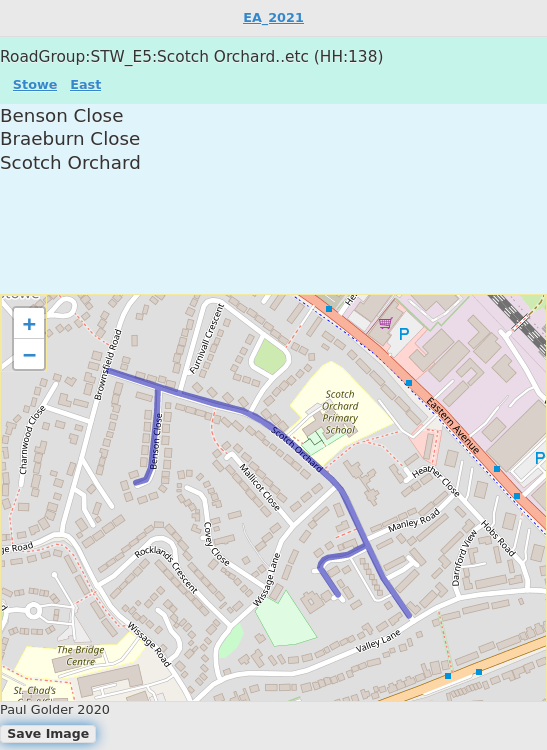 EA_2021
RoadGroup:STW_E5:Scotch Orchard..etc (HH:138)
Stowe East
Benson Close
Braeburn Close
Scotch Orchard
+
−
Brownsfield Road
Furnivall Crescent
P
Eastern Avenue
Charnwood Close
Benson Close
Scotch
Orchard
Primary
School
Scotch Orchard
Mallicot Close
Heather Close
P
Manley Road
Hobs Road
Covey Close
Darnford View
ge Road
Rocklands Crescent
Wissage Lane
Wissage Road
Valley Lane
The Bridge
Centre
St. Chad's
Paul Golder 2020
Save Image